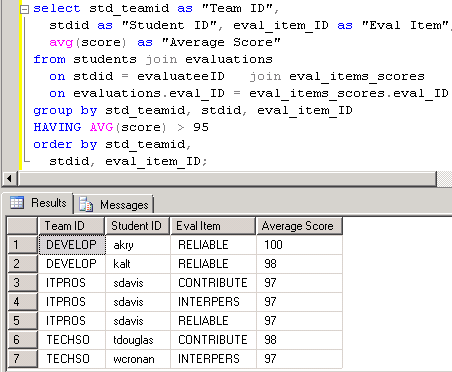 select std_teamid as "Team ID",
stdid as "Student ID", eval_item_ID as "Eval Item",
avg(score) as "Average Score"
from students join evaluations
on stdid = evaluateeID join eval_items_scores
on evaluations.eval_ID = eval_items_scores.eval_ID
group by std_teamid, stdid, eval_item_ID
HAVING AVG(score) > 95
order by std_teamid,
stdid, eval_item_ID;
Results Messages
Team ID Student ID Eval Item Average Score
1 DEVELOP akry RELIABLE 100
2 DEVELOP kalt RELIABLE 98
3 ITPROS sdavis CONTRIBUTE 97
4 ITPROS sdavis INTERPERS 97
5 ITPROS sdavis RELIABLE 97
6 TECHSO tdouglas CONTRIBUTE 98
7 TECHSO wcronan INTERPERS 97